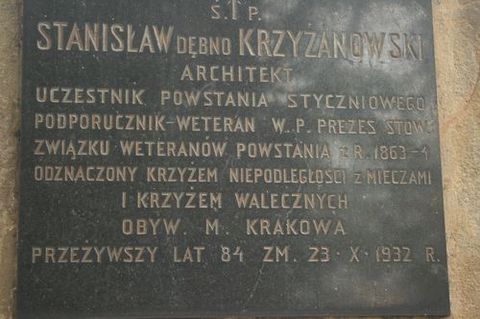 Ś.†P.
STANISŁAW DĘBNO KRZYŻANOWSKI
ARCHITEKT
UCZESTNIK POWSTANIA STYCZNIOWEGO
PODPORUCZNIK-WETERAN W.P. PREZES STOW.
ZWIĄZKU WETERANÓW POWSTANIA z R. 1863-4
ODZNACZONY KRZYŻEM NIEPODLEGŁOŚCI z MIECZAMI
I KRZYŻEM WALECZNYCH
OBYW. M. KRAKOWA
PRZEŻYWSZY LAT 84 ZM. 23·X·1932 R.